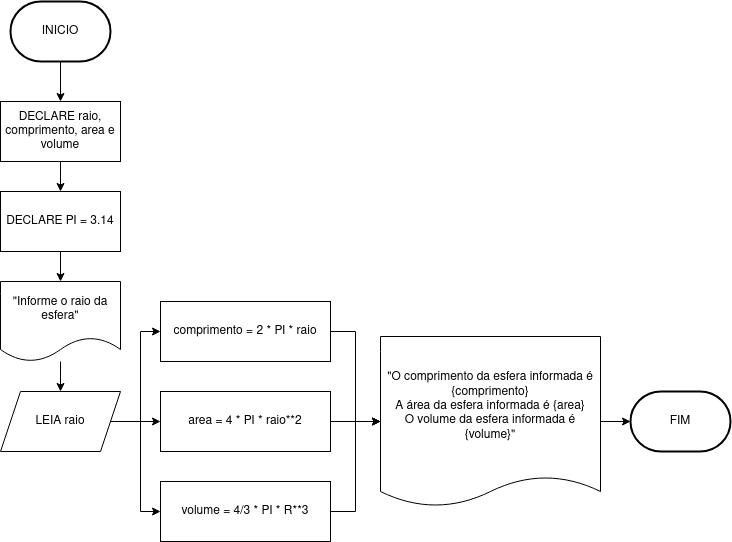 INICIO
DECLARE raio,
comprimento, area e
volume
DECLARE PI = 3.14
"Informe o raio da
esfera"
LEIA raio
comprimento = 2 * PI * raio
area = 4 * PI * raio**2
volume = 4/3 * PI * R**3
"O comprimento da esfera informada é
{comprimento}
A área da esfera informada é {area}
O volume da esfera informada é
{volume}"
FIM